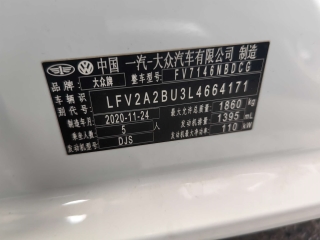 中国 一汽-大众汽车有限公司 制造
大众牌 整车型号 FV7146NBDCG
车辆识别代号 LFV2A2BU3L4664171
制造年月 2020-11-24 最大允许总质量 1860 kg
乘坐人数 5 人 发动机排量 1395 mL
发动机型号 DJS 发动机最大净功率 110 kW